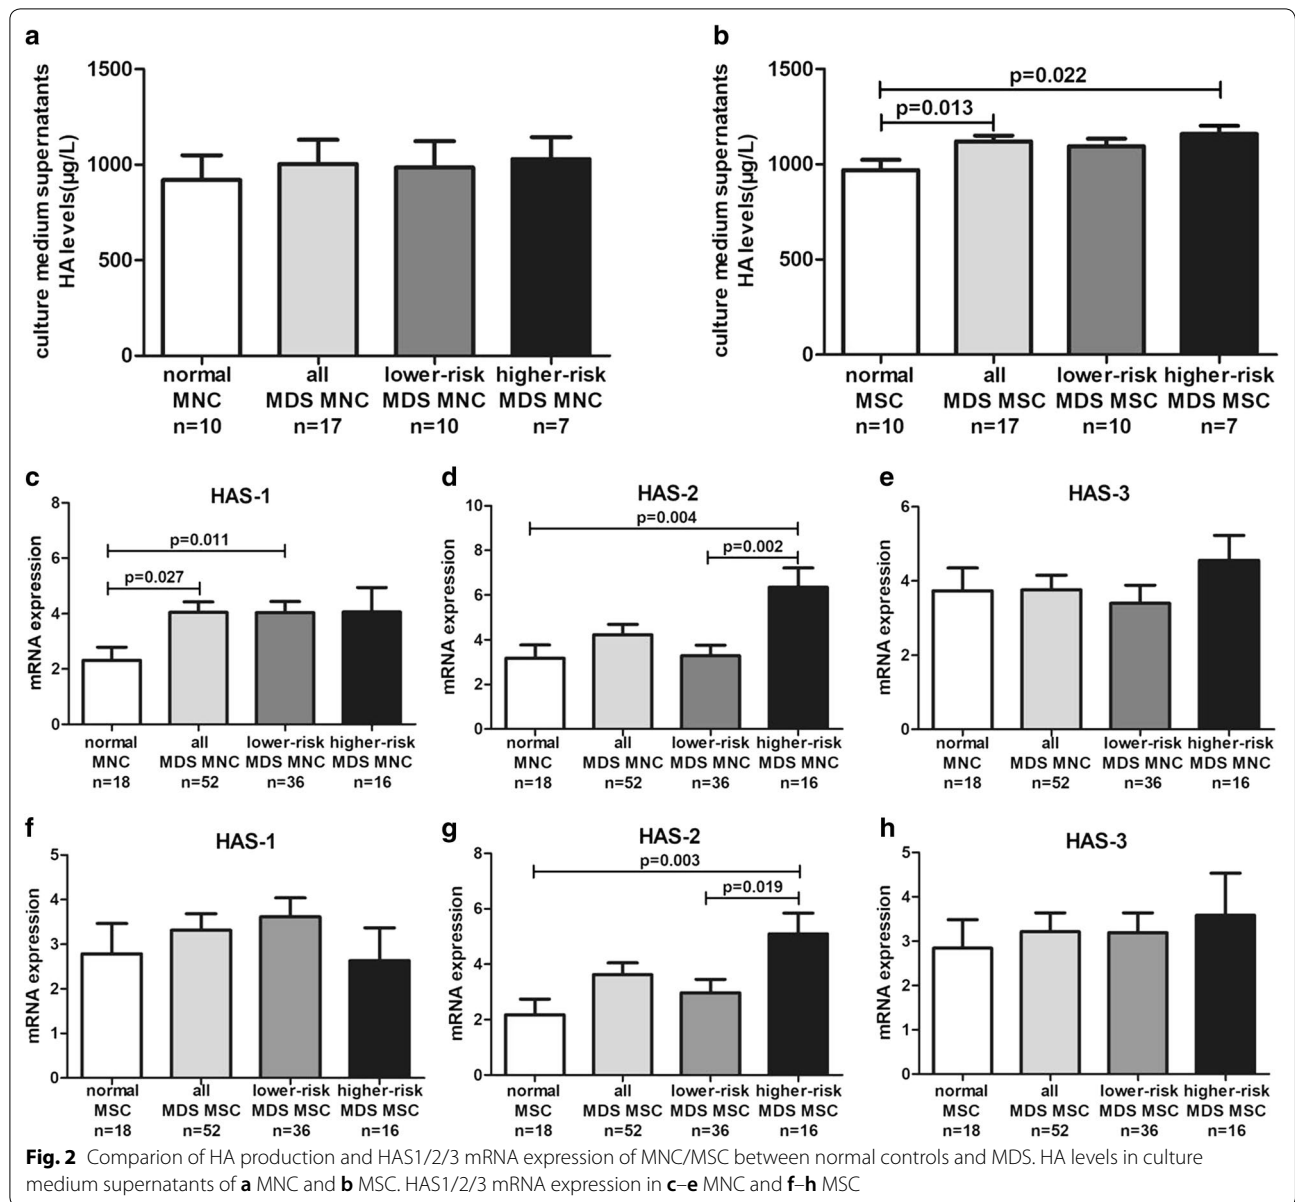 a
culture medium supernatants
HA levels(μg/L)
1500
1000
500
0
normal all lower-risk higher-risk
MNC MDS MNC MDS MNC MDS MNC
n=10 n=17 n=10 n=7
b
culture medium supernatants
HA levels(μg/L)
1500
1000
500
0
p=0.022
p=0.013
normal all lower-risk higher-risk
MSC MDS MSC MDS MSC MDS MSC
n=10 n=17 n=10 n=7
c
HAS-1
mRNA expression
8
6
4
2
0
p=0.011
p=0.027
normal all lower-risk higher-risk
MNC MDS MNC MDS MNC MDS MNC
n=18 n=52 n=36 n=16
d
HAS-2
mRNA expression
10
8
6
4
2
0
p=0.004
p=0.002
normal all lower-risk higher-risk
MNC MDS MNC MDS MNC MDS MNC
n=18 n=52 n=36 n=16
e
HAS-3
mRNA expression
6
4
2
0
normal all lower-risk higher-risk
MNC MDS MNC MDS MNC MDS MNC
n=18 n=52 n=36 n=16
f
HAS-1
mRNA expression
5
4
3
2
1
0
normal all lower-risk higher-risk
MSC MDS MSC MDS MSC MDS MSC
n=18 n=52 n=36 n=16
g
HAS-2
mRNA expression
8
6
4
2
0
p=0.003
p=0.019
normal all lower-risk higher-risk
MSC MDS MSC MDS MSC MDS MSC
n=18 n=52 n=36 n=16
h
HAS-3
mRNA expression
5
4
3
2
1
0
normal all lower-risk higher-risk
MSC MDS MSC MDS MSC MDS MSC
n=18 n=52 n=36 n=16
Fig. 2 Comparion of HA production and HAS1/2/3 mRNA expression of MNC/MSC between normal controls and MDS. HA levels in culture
medium supernatants of a MNC and b MSC. HAS1/2/3 mRNA expression in c–e MNC and f–h MSC